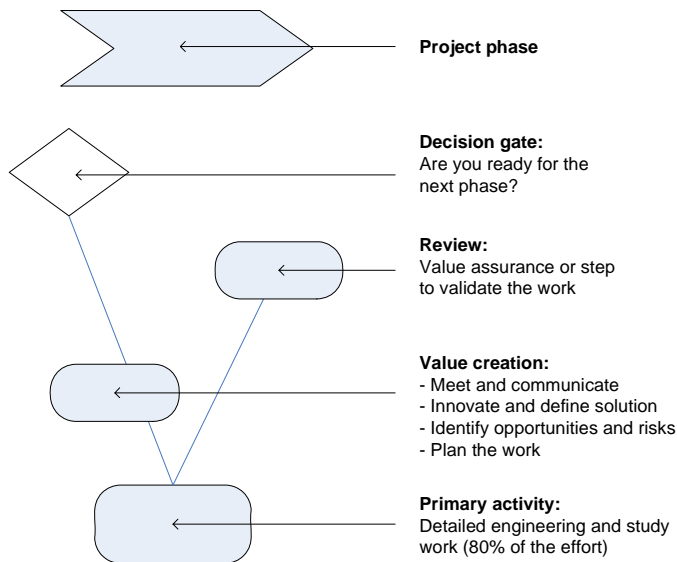 Project phase
Decision gate:
Are you ready for the
next phase?
Review:
Value assurance or step
to validate the work
Value creation:
- Meet and communicate
- Innovate and define solution
- Identify opportunities and risks
- Plan the work
Primary activity:
Detailed engineering and study
work (80% of the effort)